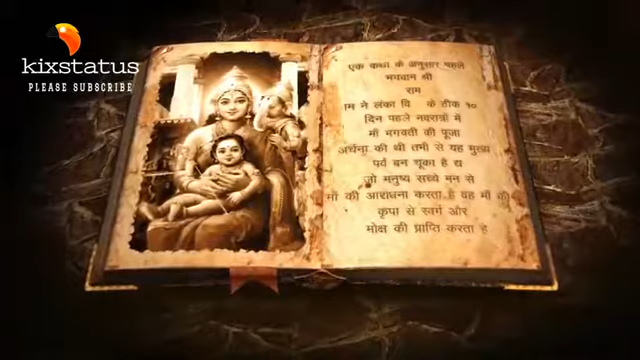 kixstatus
PLEASE SUBSCRIBE
एक कथा के अनुसार पहले
भगवान श्री
राम
ाम ने लंका वि के ठीक १०
दिन पहले नवरात्रों में
माँ भगवती की पूजा
अर्चना की थी तभी से यह मुख्य
पर्व बन चूका है द्य
जो मनुष्य सच्चे मन से
माँ की आराधना करता है वह माँ की
कृपा से स्वर्ग और
मोक्ष की प्राप्ति करता है